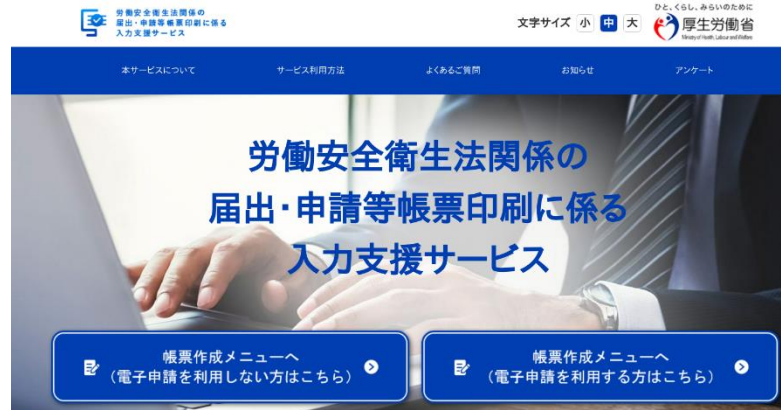 労働安全衛生法関係の
届出・申請等帳票印刷に係る
入力支援サービス
文字サイズ 小 中 大
ひと、くらし、みらいのために
厚生労働省
Ministry of Health, Labour and Welfare
本サービスについて サービス利用方法 よくあるご質問 お知らせ アンケート
労働安全衛生法関係の
届出・申請等帳票印刷に係る
入力支援サービス
帳票作成メニューへ
(電子申請を利用しない方はこちら)
帳票作成メニューへ
(電子申請を利用する方はこちら)